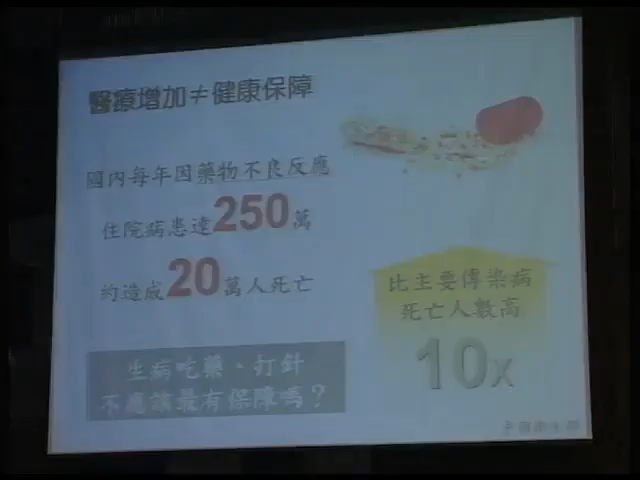 醫療增加≠健康保障
國內每年因藥物不良反應
住院病患達250萬
約造成20萬人死亡
比主要傳染病
死亡人數高
10x
生病吃藥、打針
不應該最有保障嗎?